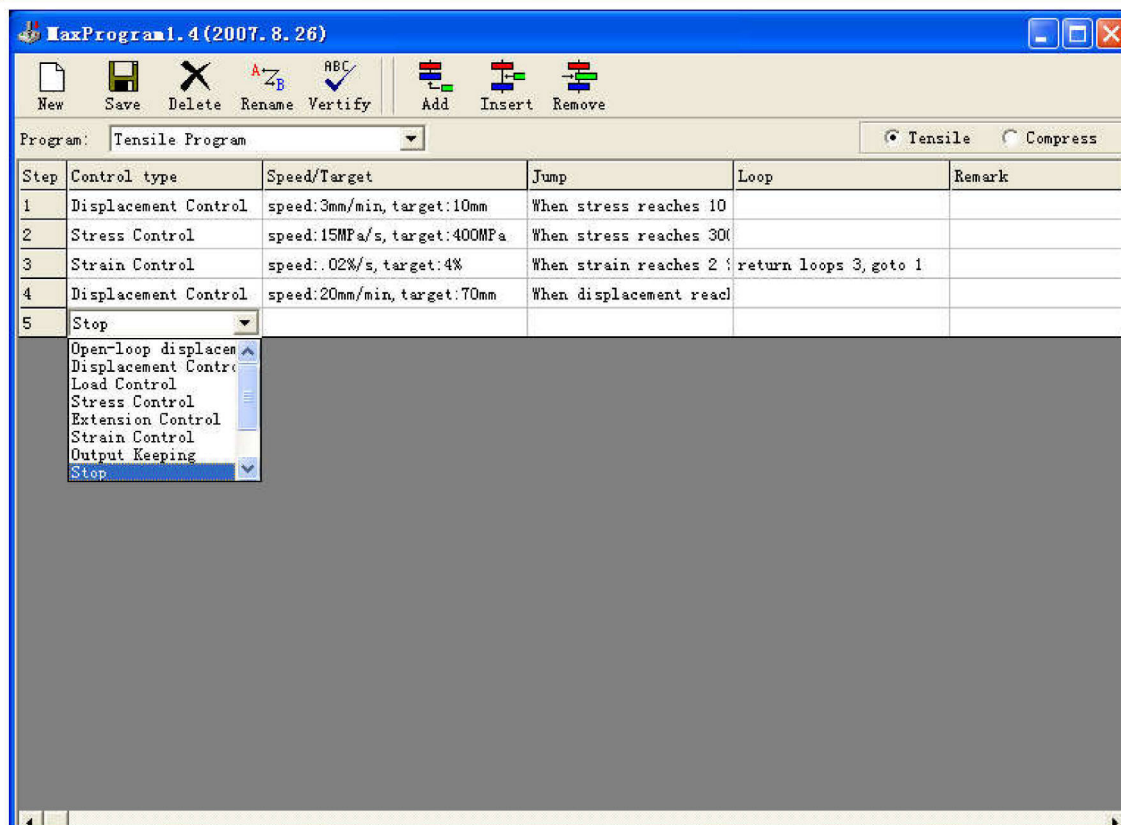 MaxProgram1.4(2007.8.26)
New Save Delete Rename Vertify Add Insert Remove
Program: Tensile Program Tensile Compress
Step Control type Speed/Target Jump Loop Remark
1 Displacement Control speed:3mm/min, target:10mm When stress reaches 10
2 Stress Control speed:15MPa/s, target:400MPa When stress reaches 300
3 Strain Control speed:.02%/s, target:4% When strain reaches 2 return loops 3, goto 1
4 Displacement Control speed:20mm/min, target:70mm When displacement reac
5 Stop
Open-loop displacem
Displacement Contro
Load Control
Stress Control
Extension Control
Strain Control
Output Keeping
Stop